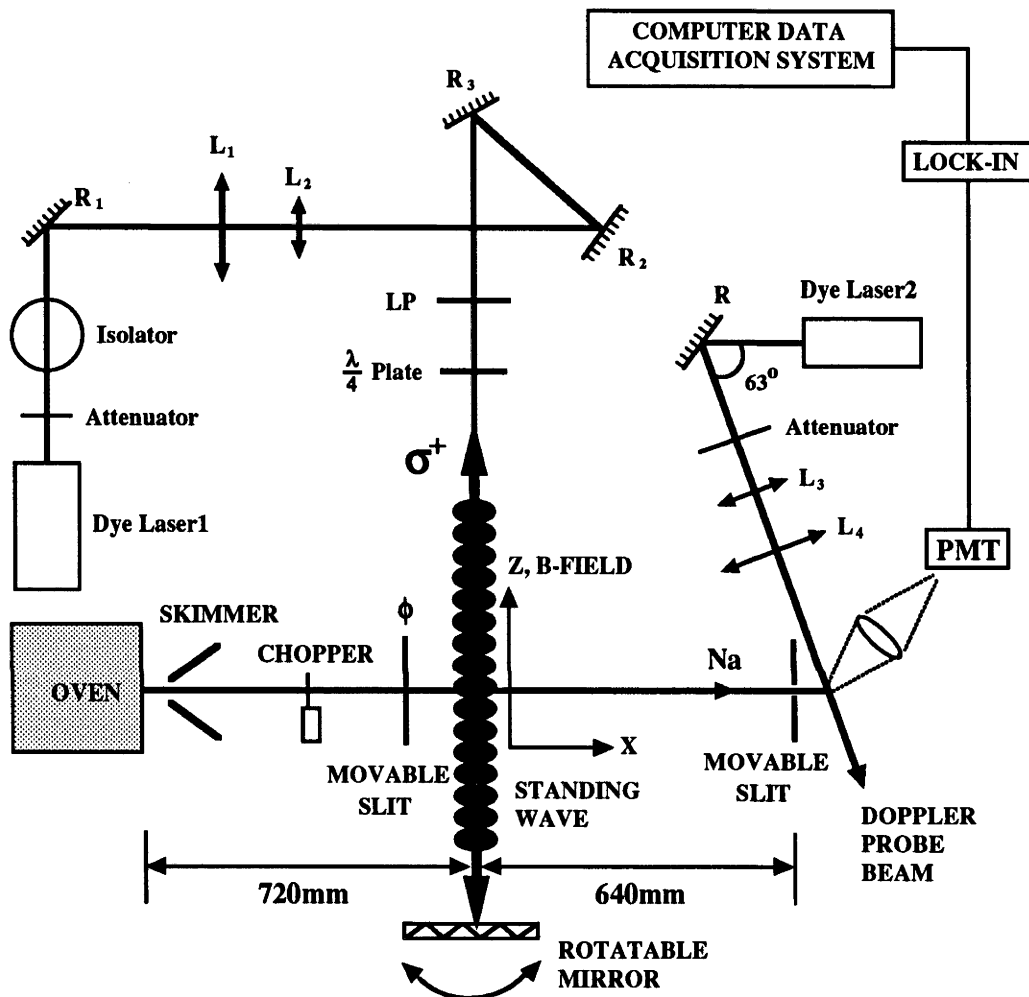 COMPUTER DATA
ACQUISITION SYSTEM
R3
L1
L2
R1
LOCK-IN
R2
R
Dye Laser2
LP
Isolator
λ/4 Plate
63°
Attenuator
Attenuator
σ+
L3
Dye Laser1
L4
PMT
Z, B-FIELD
SKIMMER
ϕ
CHOPPER
Na
OVEN
X
MOVABLE
SLIT
STANDING
WAVE
MOVABLE
SLIT
DOPPLER
PROBE
BEAM
720mm
640mm
ROTATABLE
MIRROR